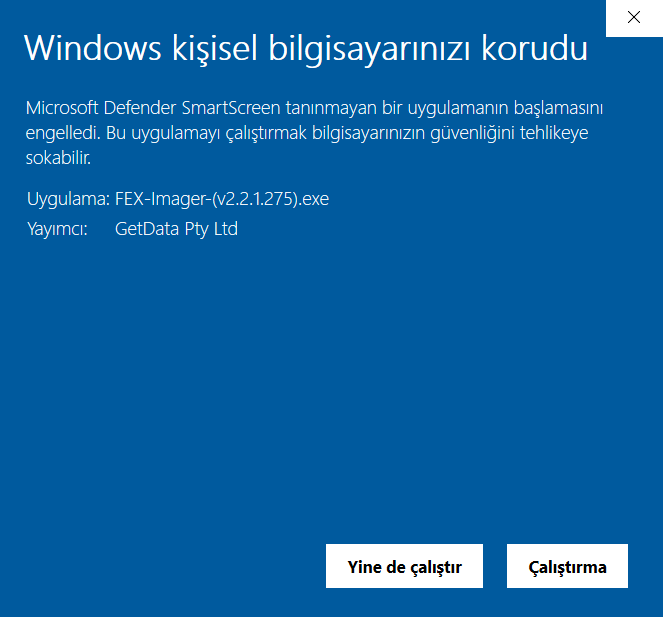 Windows kişisel bilgisayarınızı korudu
Microsoft Defender SmartScreen tanınmayan bir uygulamanın başlamasını
engelledi. Bu uygulamayı çalıştırmak bilgisayarınızın güvenliğini tehlikeye
sokabilir.
Uygulama: FEX-Imager-(v2.2.1.275).exe
Yayımcı: GetData Pty Ltd
Yine de çalıştır Çalıştırma